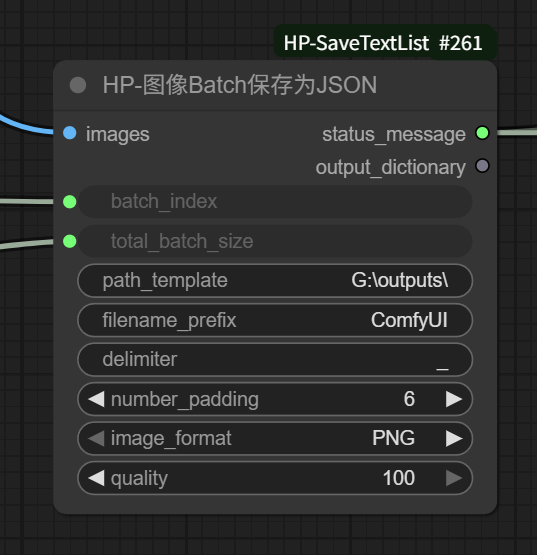 HP-SaveTextList #261
HP-图像Batch保存为JSON
images status_message
output_dictionary
batch_index
total_batch_size
path_template G:\outputs\
filename_prefix ComfyUI
delimiter _
number_padding 6
image_format PNG
quality 100